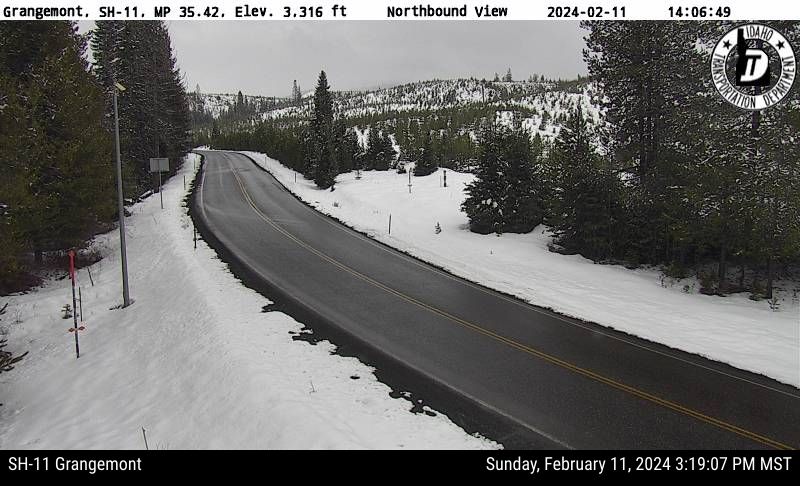 Grangemont, SH-11, MP 35.42, Elev. 3,316 ft Northbound View 2024-02-11 14:06:49
IDAHO
TRANSPORTATION DEPARTMENT
SH-11 Grangemont Sunday, February 11, 2024 3:19:07 PM MST